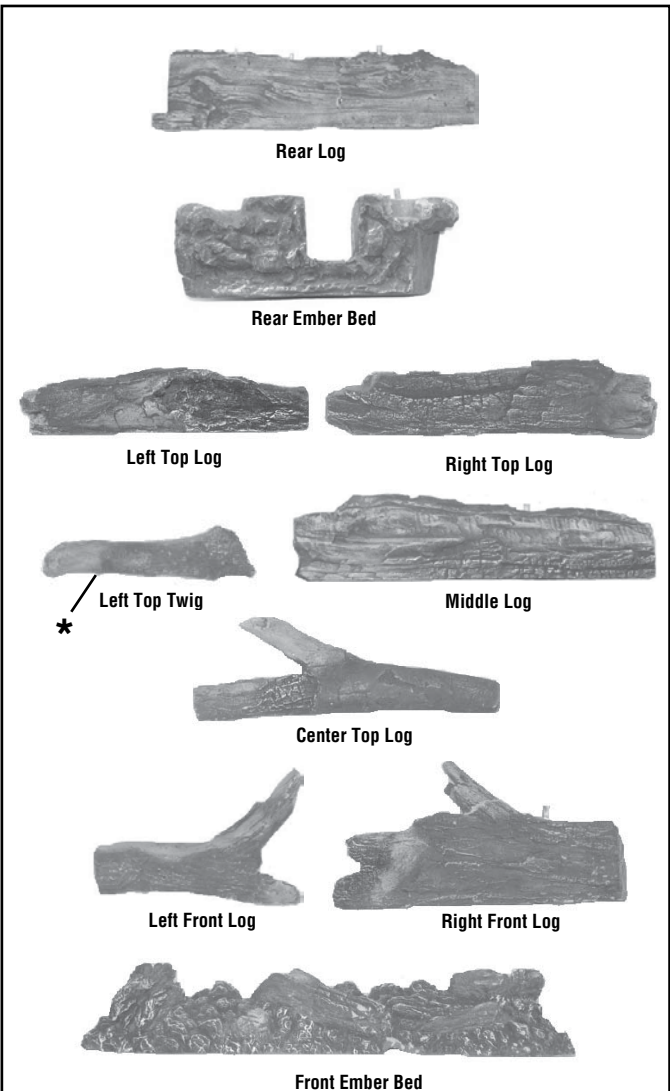 Rear Log
Rear Ember Bed
Left Top Log
Right Top Log
Left Top Twig
*
Middle Log
Center Top Log
Left Front Log
Right Front Log
Front Ember Bed